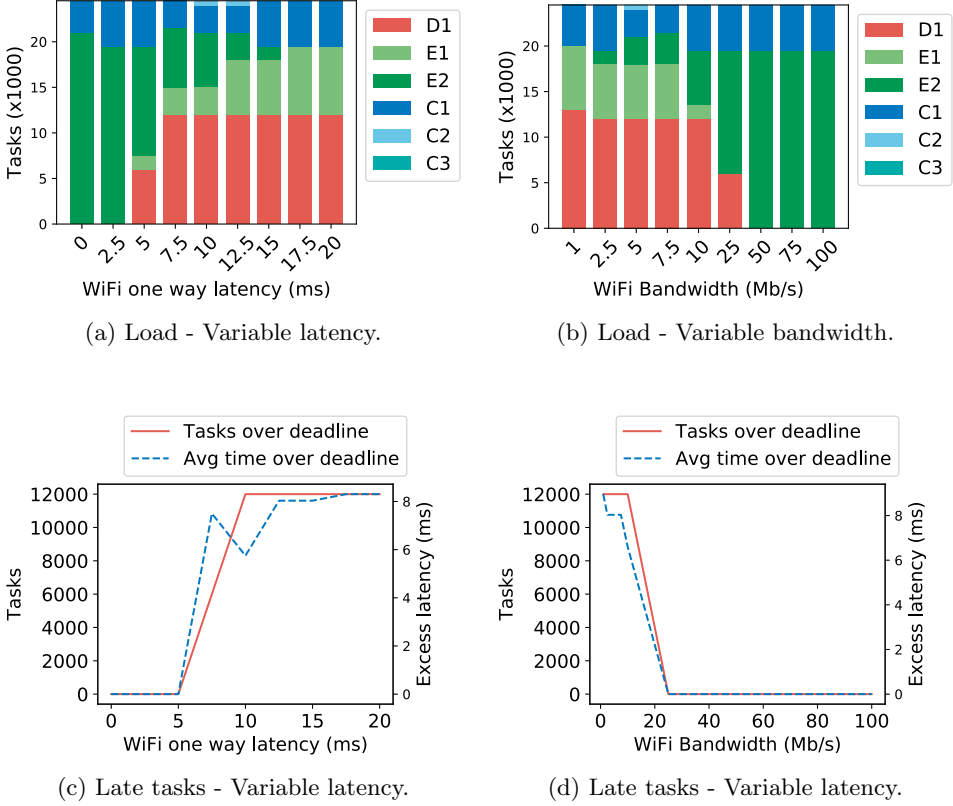 Tasks (x1000)
20
15
10
5
0
0
2.5
5
7.5
10
12.5
15
17.5
20
WiFi one way latency (ms)
D1
E1
E2
C1
C2
C3
(a) Load - Variable latency.
Tasks (x1000)
20
15
10
5
0
1
2.5
5
7.5
10
25
50
75
100
WiFi Bandwidth (Mb/s)
D1
E1
E2
C1
C2
C3
(b) Load - Variable bandwidth.
Tasks over deadline
Avg time over deadline
Tasks
12000
10000
8000
6000
4000
2000
0
0
5
10
15
20
WiFi one way latency (ms)
8
6
4
2
0
Excess latency (ms)
(c) Late tasks - Variable latency.
Tasks over deadline
Avg time over deadline
Tasks
12000
10000
8000
6000
4000
2000
0
0
20
40
60
80
100
WiFi Bandwidth (Mb/s)
8
6
4
2
0
Excess latency (ms)
(d) Late tasks - Variable latency.